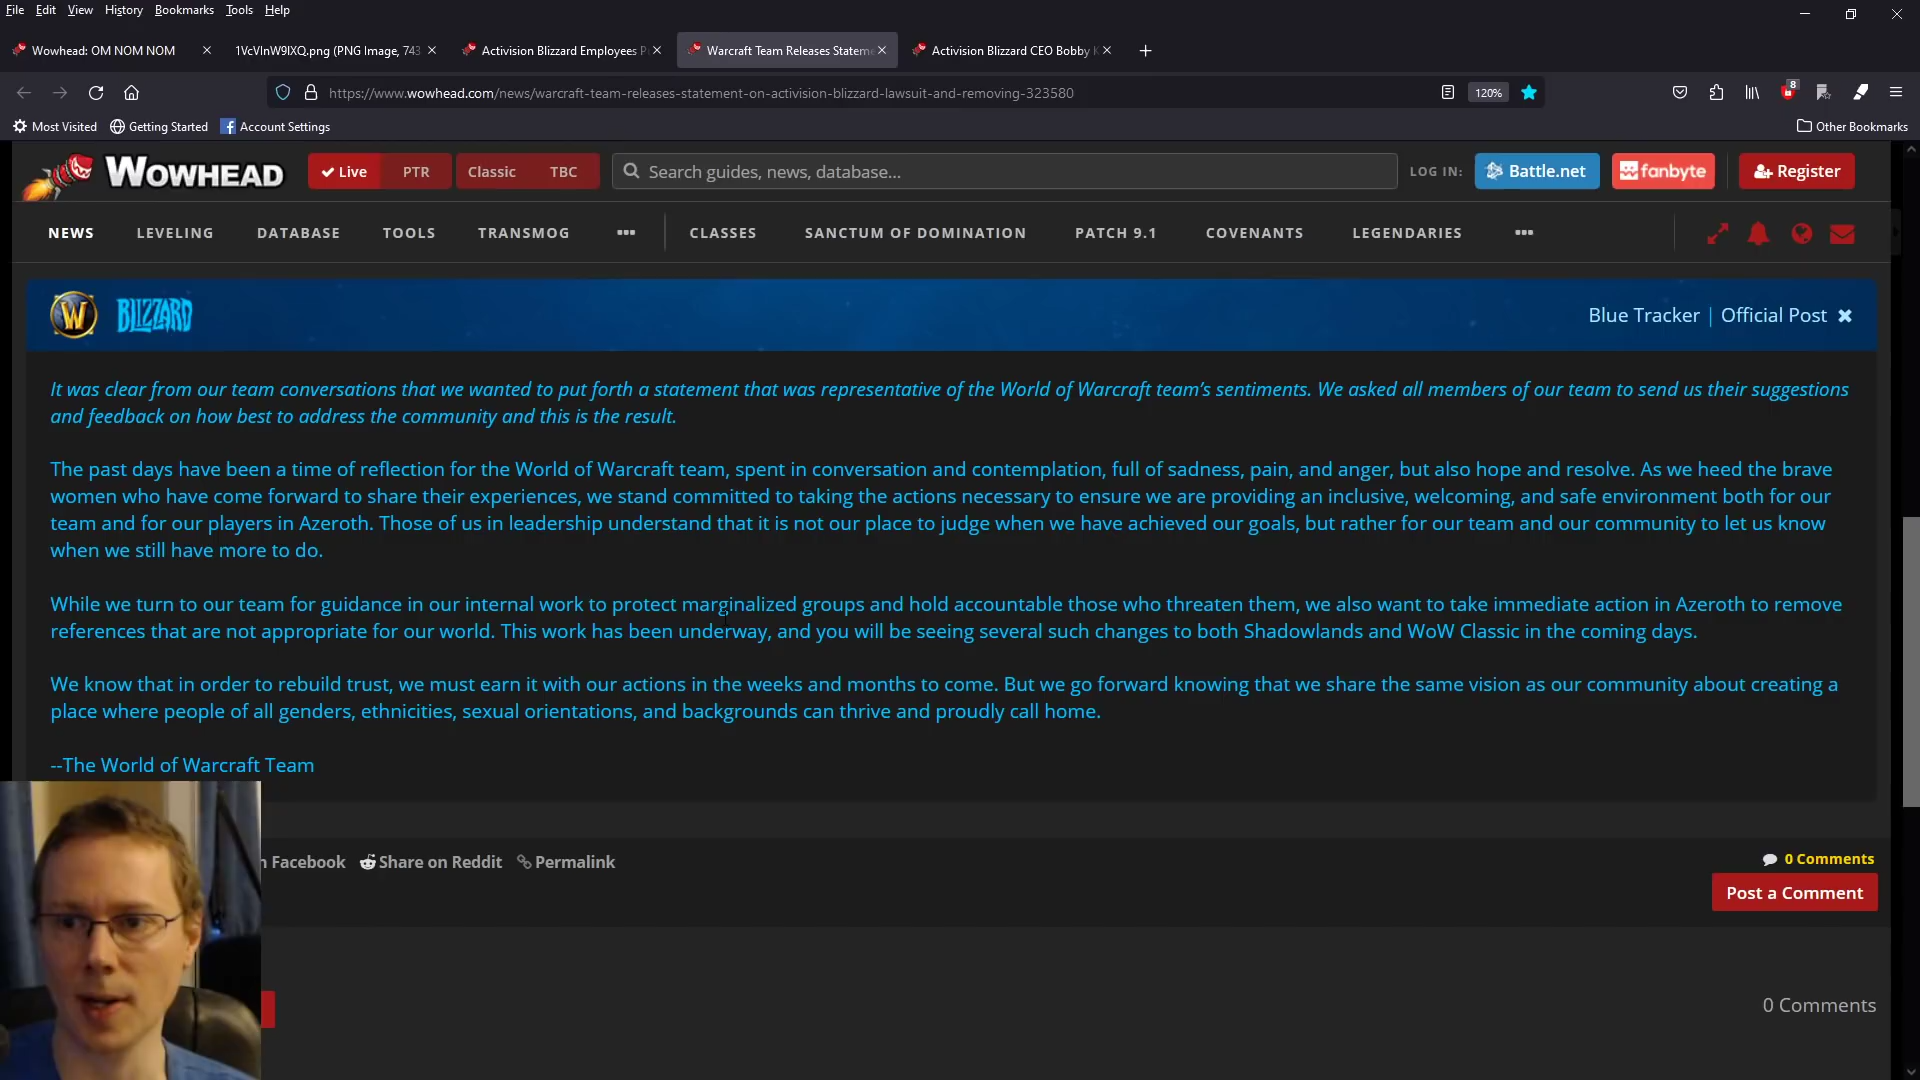 File Edit View History Bookmarks Tools Help
Wowhead: OM NOM NOM
1VcVInW9IXQ.png (PNG Image, 743
Activision Blizzard Employees P
Warcraft Team Releases Stateme
Activision Blizzard CEO Bobby K
https://www.wowhead.com/news/warcraft-team-releases-statement-on-activision-blizzard-lawsuit-and-removing-323580
120%
8
Most Visited Getting Started Account Settings
Other Bookmarks
WOWHEAD
Live PTR Classic TBC
Search guides, news, database...
LOG IN: Battle.net fanbyte Register
NEWS LEVELING DATABASE TOOLS TRANSMOG ••• CLASSES SANCTUM OF DOMINATION PATCH 9.1 COVENANTS LEGENDARIES •••
W BLIZZARD
Blue Tracker | Official Post
It was clear from our team conversations that we wanted to put forth a statement that was representative of the World of Warcraft team's sentiments. We asked all members of our team to send us their suggestions
and feedback on how best to address the community and this is the result.
The past days have been a time of reflection for the World of Warcraft team, spent in conversation and contemplation, full of sadness, pain, and anger, but also hope and resolve. As we heed the brave
women who have come forward to share their experiences, we stand committed to taking the actions necessary to ensure we are providing an inclusive, welcoming, and safe environment both for our
team and for our players in Azeroth. Those of us in leadership understand that it is not our place to judge when we have achieved our goals, but rather for our team and our community to let us know
when we still have more to do.
While we turn to our team for guidance in our internal work to protect marginalized groups and hold accountable those who threaten them, we also want to take immediate action in Azeroth to remove
references that are not appropriate for our world. This work has been underway, and you will be seeing several such changes to both Shadowlands and WoW Classic in the coming days.
We know that in order to rebuild trust, we must earn it with our actions in the weeks and months to come. But we go forward knowing that we share the same vision as our community about creating a
place where people of all genders, ethnicities, sexual orientations, and backgrounds can thrive and proudly call home.
--The World of Warcraft Team
n Facebook Share on Reddit Permalink
0 Comments
Post a Comment
0 Comments